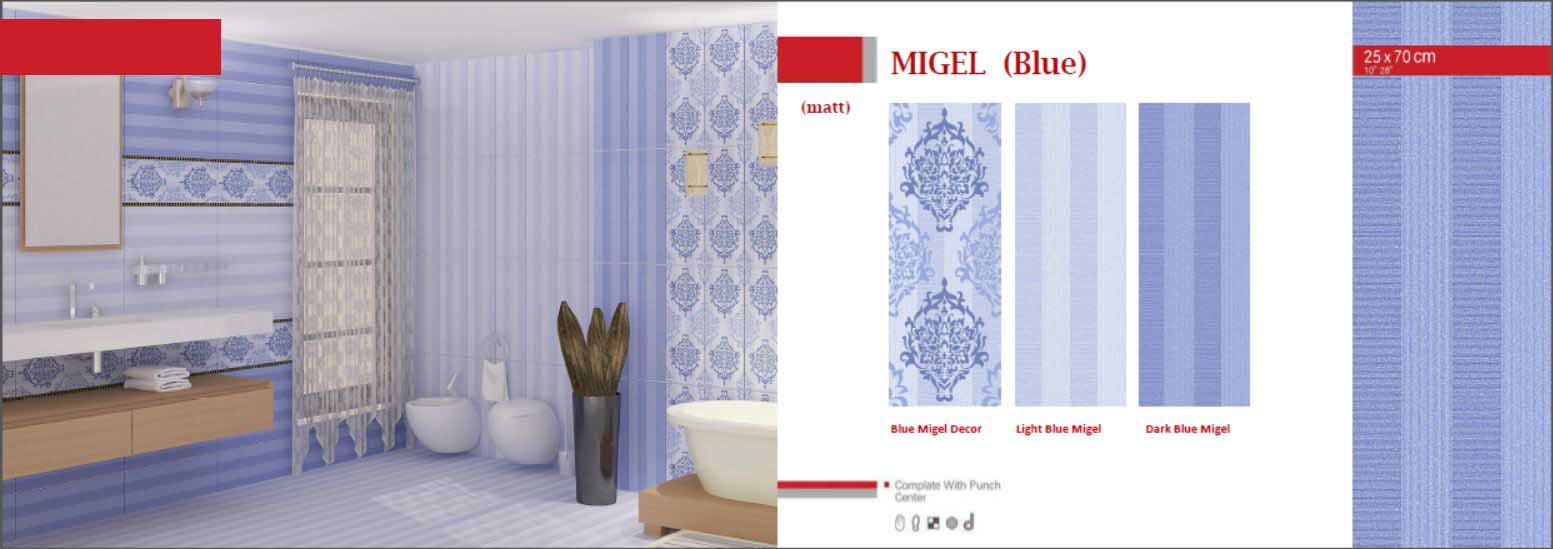 MIGEL (Blue)
(matt)
25 x 70 cm
10" 28"
Blue Migel Decor
Light Blue Migel
Dark Blue Migel
Complate With Punch
Center